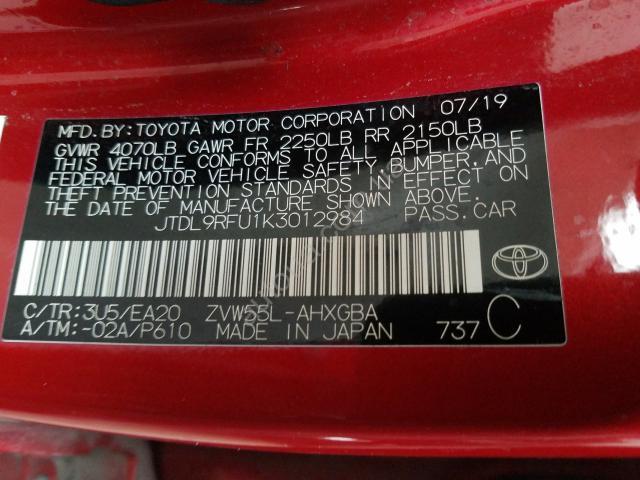 MFD.BY:TOYOTA MOTOR CORPORATION 07/19
GVWR 4070LB GAWR FR 2250LB RR 2150LB
THIS VEHICLE CONFORMS TO ALL APPLICABLE
FEDERAL MOTOR VEHICLE SAFETY,BUMPER,AND
THEFT PREVENTION STANDARDS IN EFFECT ON
THE DATE OF MANUFACTURE SHOWN ABOVE.
JTDL9RFU1K3012984 PASS.CAR
C/TR:3U5/EA20 ZVW55L-AHXGBA
A/TM:-02A/P610 MADE IN JAPAN 737 C